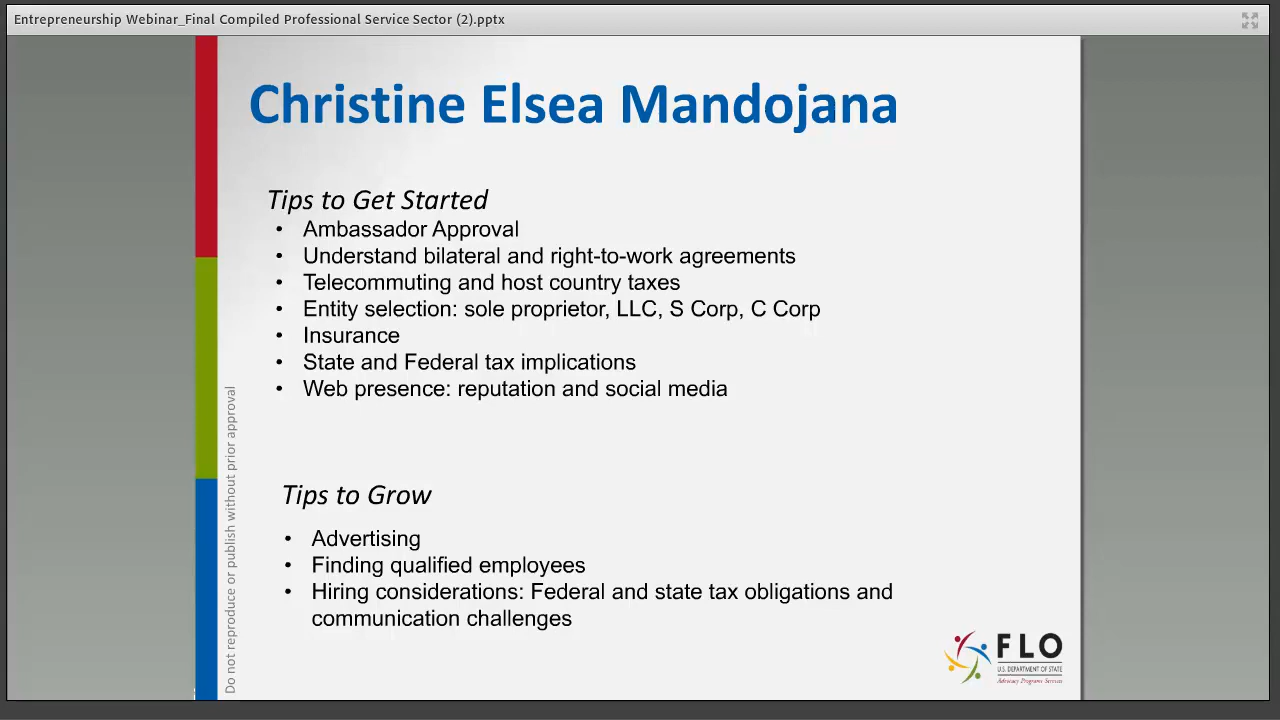 Entrepreneurship Webinar_Final Compiled Professional Service Sector (2).pptx
Christine Elsea Mandojana
Tips to Get Started
• Ambassador Approval
• Understand bilateral and right-to-work agreements
• Telecommuting and host country taxes
• Entity selection: sole proprietor, LLC, S Corp, C Corp
• Insurance
• State and Federal tax implications
• Web presence: reputation and social media
Tips to Grow
• Advertising
• Finding qualified employees
• Hiring considerations: Federal and state tax obligations and
communication challenges
Do not reproduce or publish without prior approval
FLO
U.S. DEPARTMENT OF STATE
Advocacy Programs Services